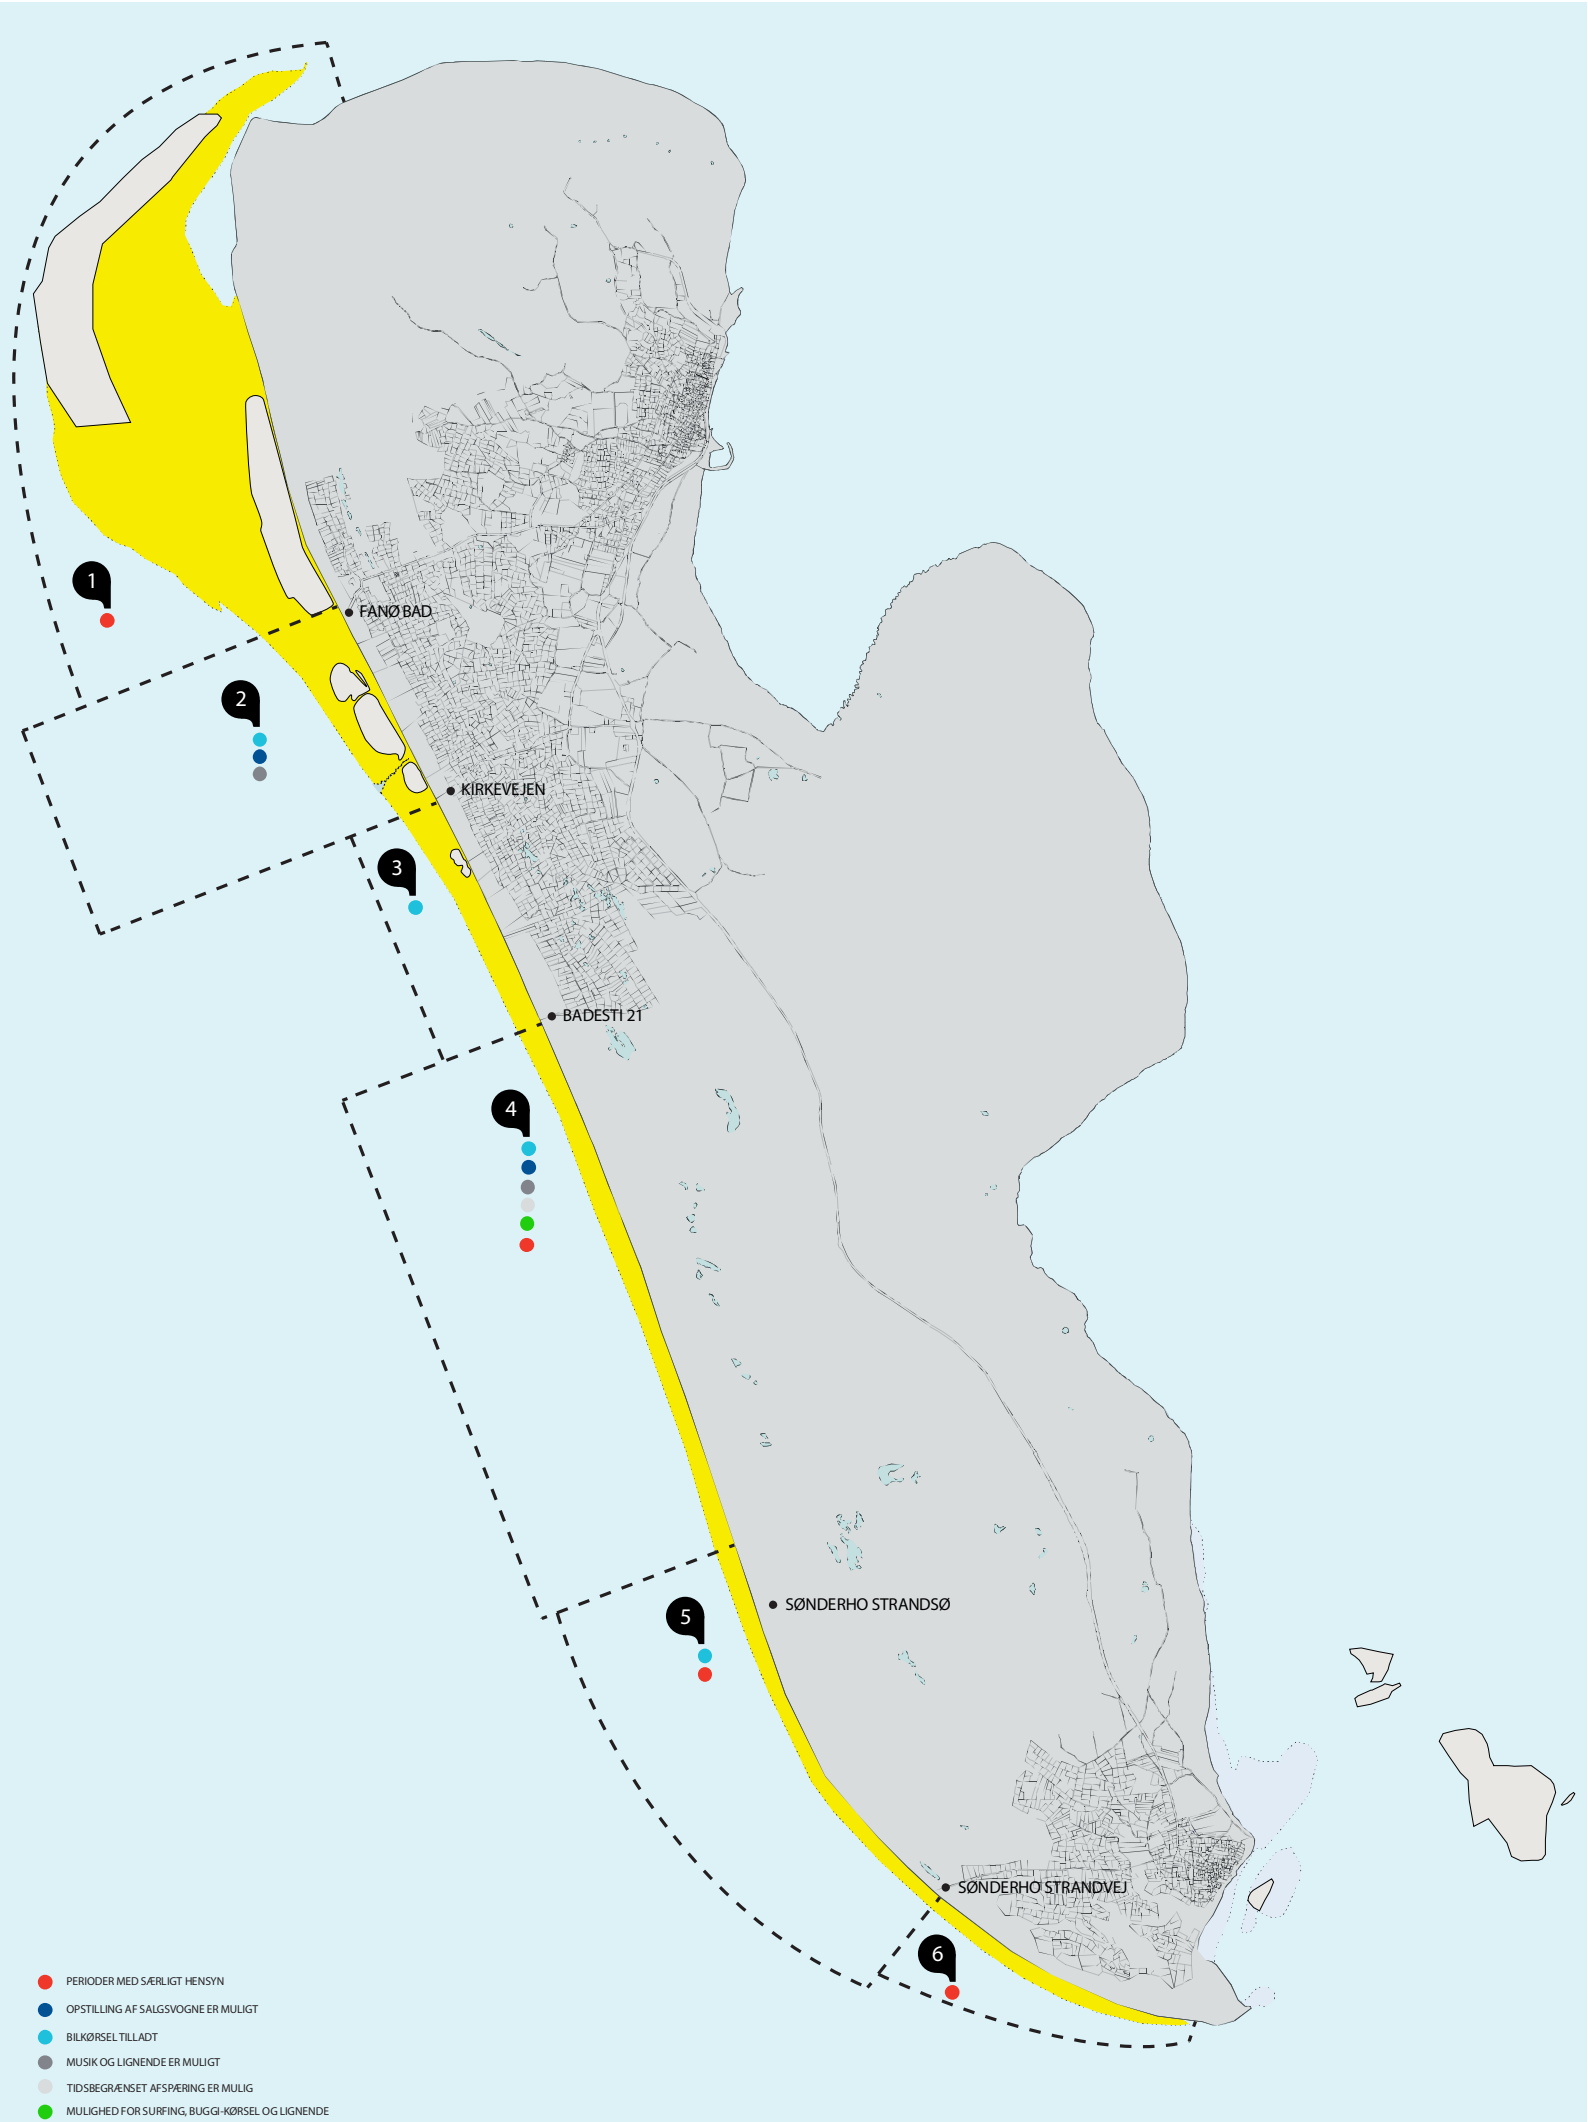 1
FANØ BAD
2
KIRKEVEJEN
3
BADESTI 21
4
5
SØNDERHO STRANDSØ
SØNDERHO STRANDVEJ
6
PERIODER MED SÆRLIGT HENSYN
OPSTILLING AF SALGSVOGNE ER MULIGT
BILKØRSEL TILLADT
MUSIK OG LIGNENDE ER MULIGT
TIDSBEGRÆNSET AFSPÆRING ER MULIG
MULIGHED FOR SURFING, BUGGI-KØRSEL OG LIGNENDE